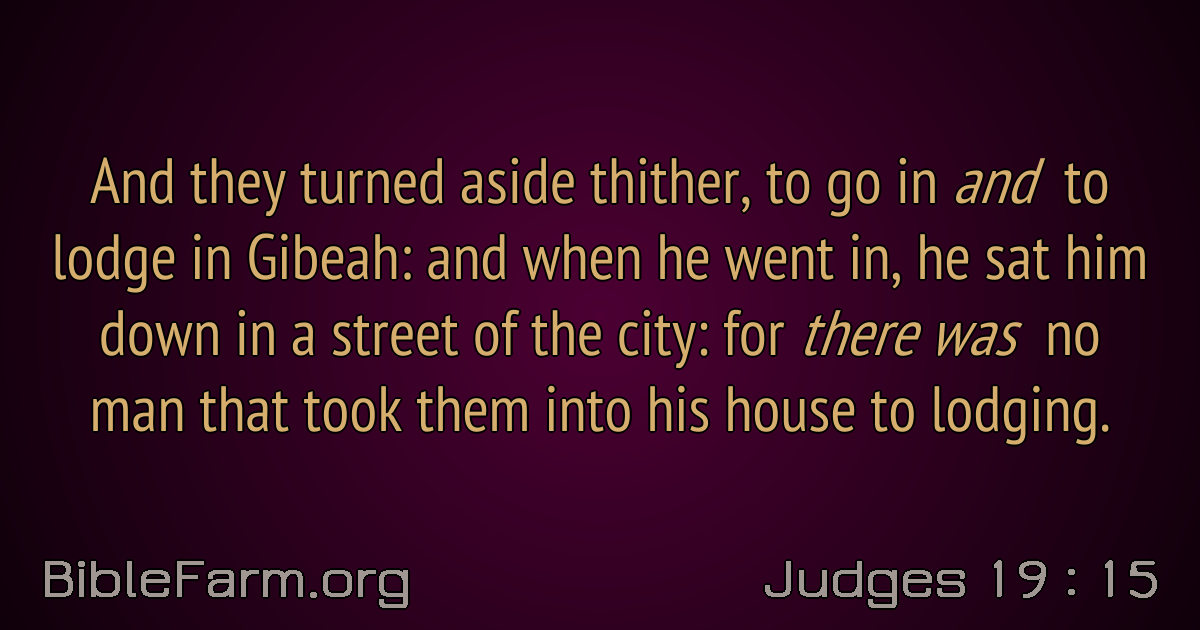 And they turned aside thither, to go in and to
lodge in Gibeah: and when he went in, he sat him
down in a street of the city: for there was no
man that took them into his house to lodging.
BibleFarm.org
Judges 19 : 15